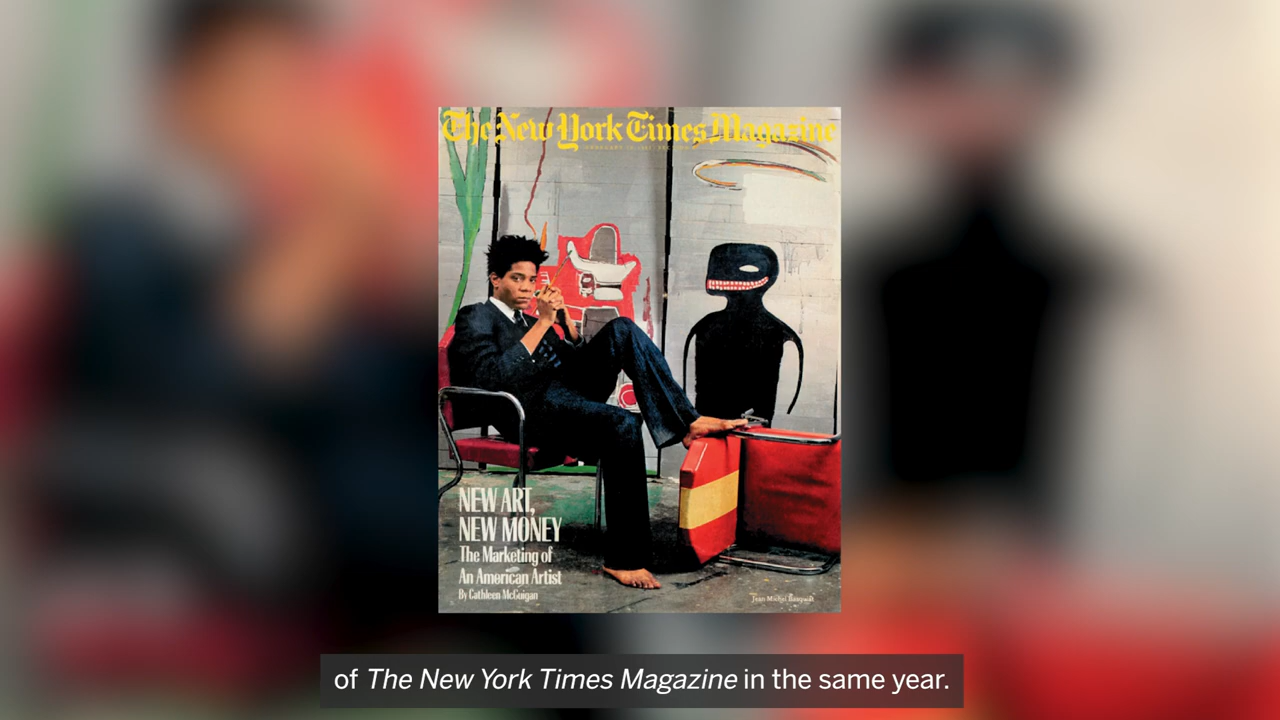 The New York Times Magazine
NEW ART,
NEW MONEY
The Marketing of
An American Artist
By Cathleen McGuigan
Jean Michel Basquiat
of The New York Times Magazine in the same year.